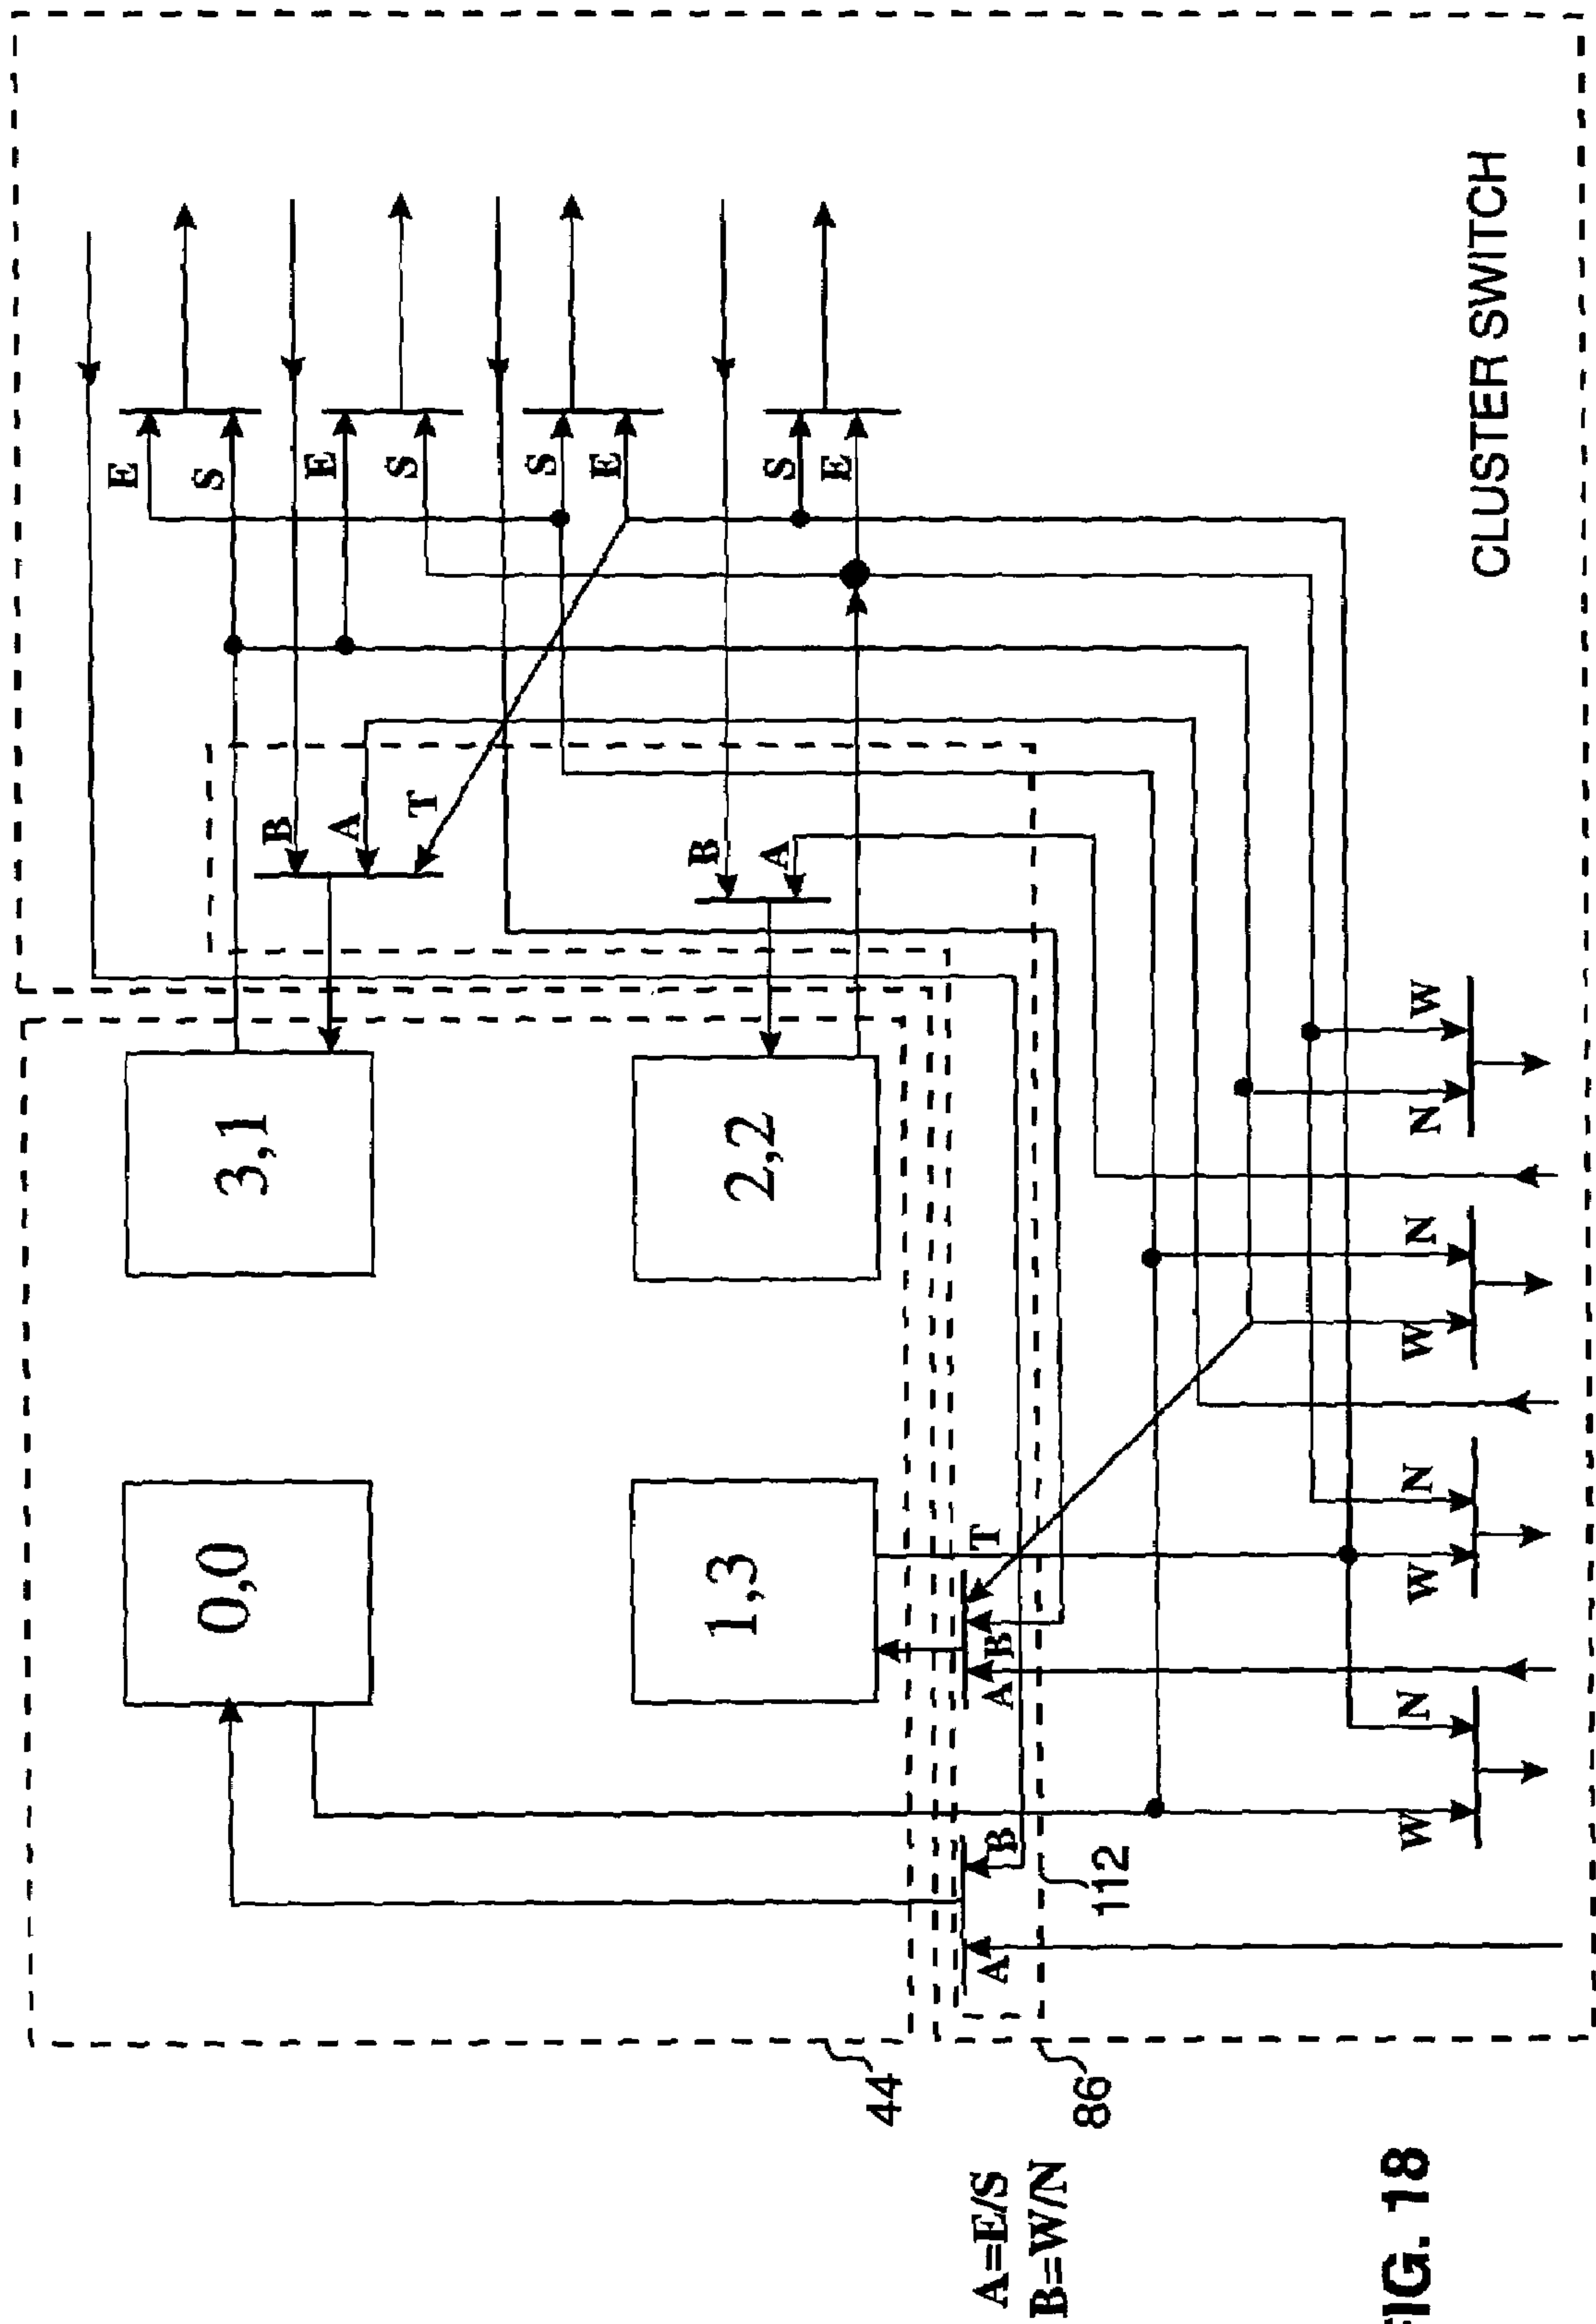 E
S
0,0
3,1
B
E
A
S
T
S
E
B
1,3
2,2
A
S
E
44
A
B
A
B
T
A=E/S
B=W/N
86
112
W
N
W
N
W
N
N
W
FIG. 18
CLUSTER SWITCH